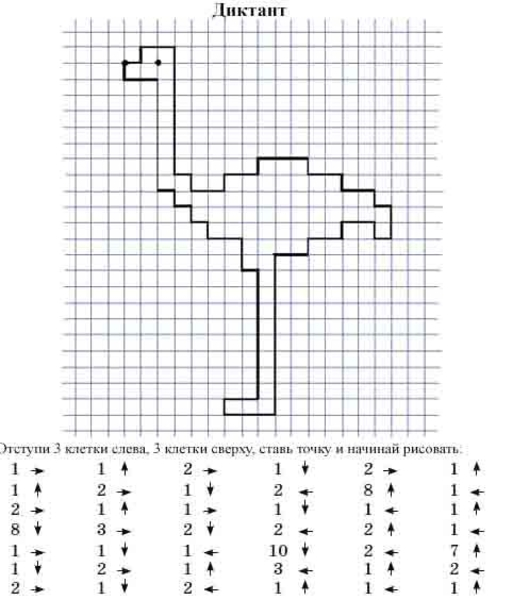 Диктант
Отступи 3 клетки слева, 3 клетки сверху, ставь точку и начинай рисовать:
1 → 1 ↑ 2 → 1 ↓ 2 → 1 ↑
1 ↑ 2 → 1 ↓ 2 ← 8 ↑ 1 ←
2 → 1 ↑ 1 → 1 ↓ 1 ← 1 ↑
8 ↓ 3 → 2 ↓ 2 ← 2 ↑ 1 ←
1 → 1 ↓ 1 ← 10 ↓ 2 ← 7 ↑
1 ↓ 2 → 1 ↑ 3 ← 1 ↑ 2 ←
2 → 1 ↓ 2 ← 1 ↑ 1 ← 1 ↑